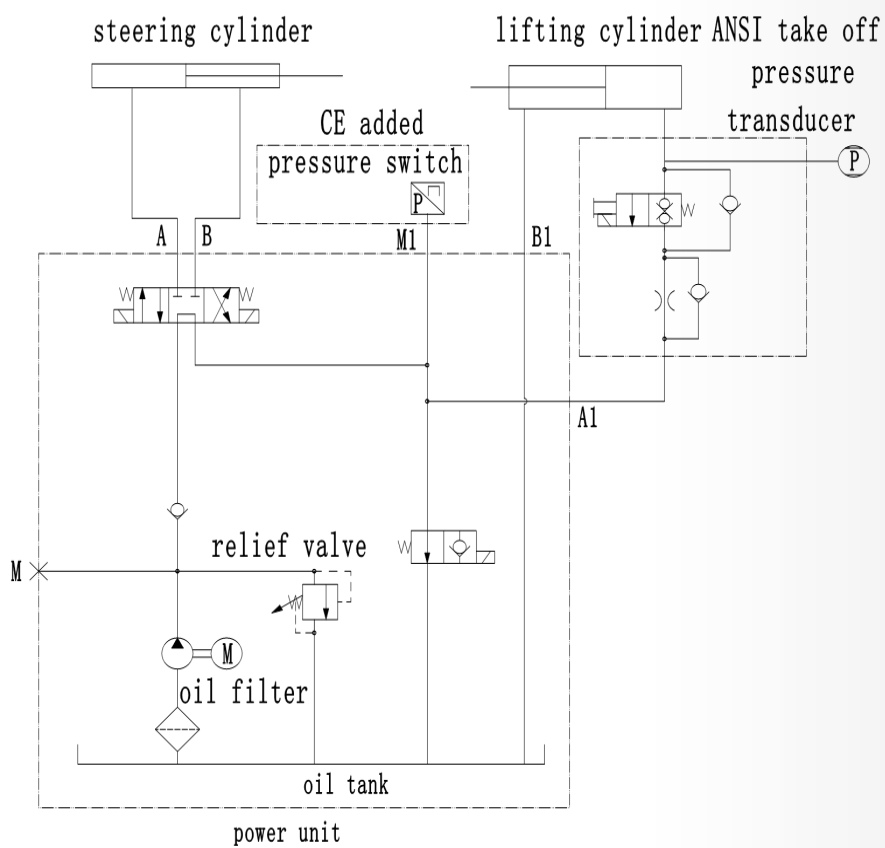 steering cylinder
lifting cylinder
ANSI take off
pressure
transducer
CE added
pressure switch
P
P
A
B
M1
B1
A1
relief valve
M
M
oil filter
oil tank
power unit